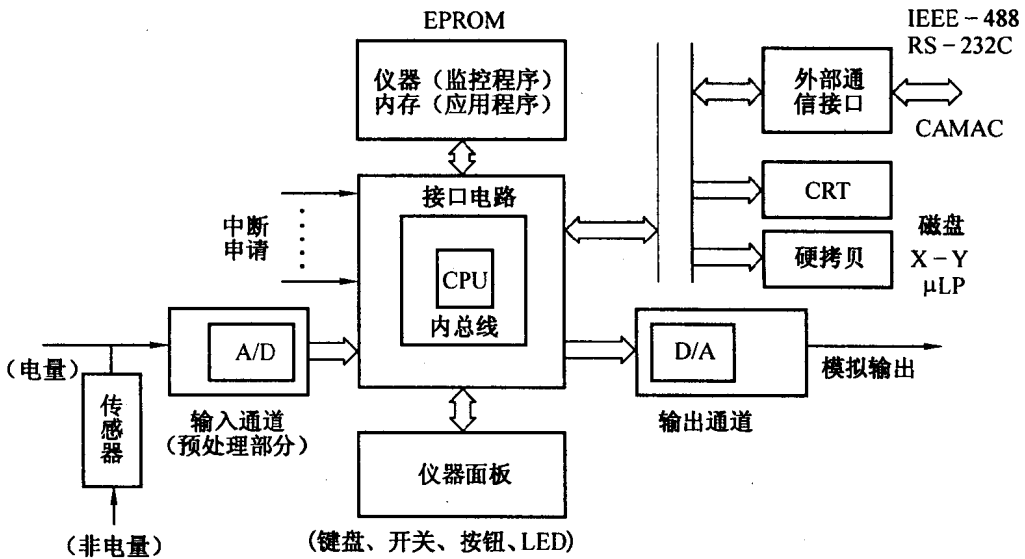 EPROM
仪器（监控程序）
内存（应用程序）
IEEE－488
RS－232C
外部通
信接口
CAMAC
接口电路
CPU
内总线
中断
申请
CRT
硬拷贝
磁盘
X－Y
μLP
A/D
输入通道
（预处理部分）
（电量）
传
感
器
（非电量）
D/A
输出通道
模拟输出
仪器面板
(键盘、开关、按钮、LED)